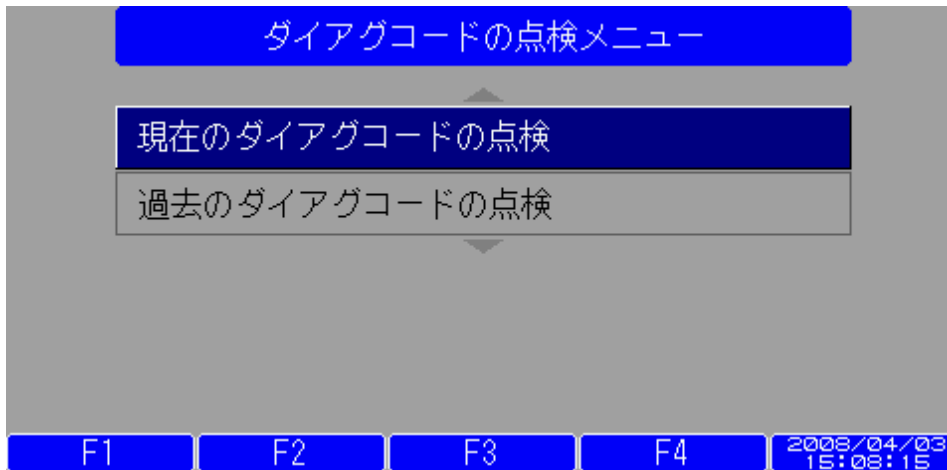 ダイアグコードの点検メニュー
現在のダイアグコードの点検
過去のダイアグコードの点検
F1
F2
F3
F4
2008/04/03
15:08:15